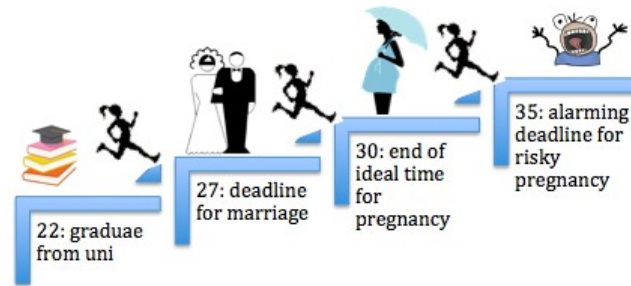 22: graduae
from uni
27: deadline
for marriage
30: end of
ideal time
for
pregnancy
35: alarming
deadline for
risky
pregnancy